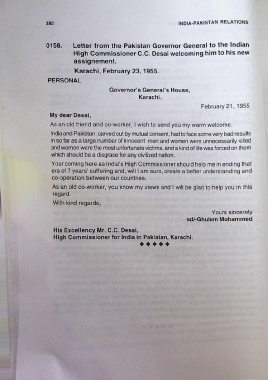 380 INDIA-PAKISTAN RELATIONS
0158. Letter from the Pakistan Governor General to the Indian
High Commissioner C.C. Desai welcoming him to his new
assignement.
Karachi, February 23, 1955.
PERSONAL
Governor's General's House,
Karachi.
February 21, 1955
My dear Desai,
As an old friend and co-worker, I wish to send you my warm welcome.
India and Pakistan, carved out by mutual consent, had to face some very bad results
in so far as a large number of innocent men and women were unnecessarily killed
and women were the most unfortunate victims, and a kind of life was forced on them
which should be a disgrace for any civilized nation.
Your coming here as India's High Commissioner should help me in ending that
era of 7 years' suffering and, will I am sure, create a better understanding and
co-operation between our countries.
As an old co-worker, you know my views and I will be glad to help you in this
regard.
With kind regards,
Yours sincerely
sd/-Ghulam Mohammed
His Excellency Mr. C.C. Desai,
High Commissioner for India in Pakistan, Karachi.
◆ ◆ ◆ ◆ ◆